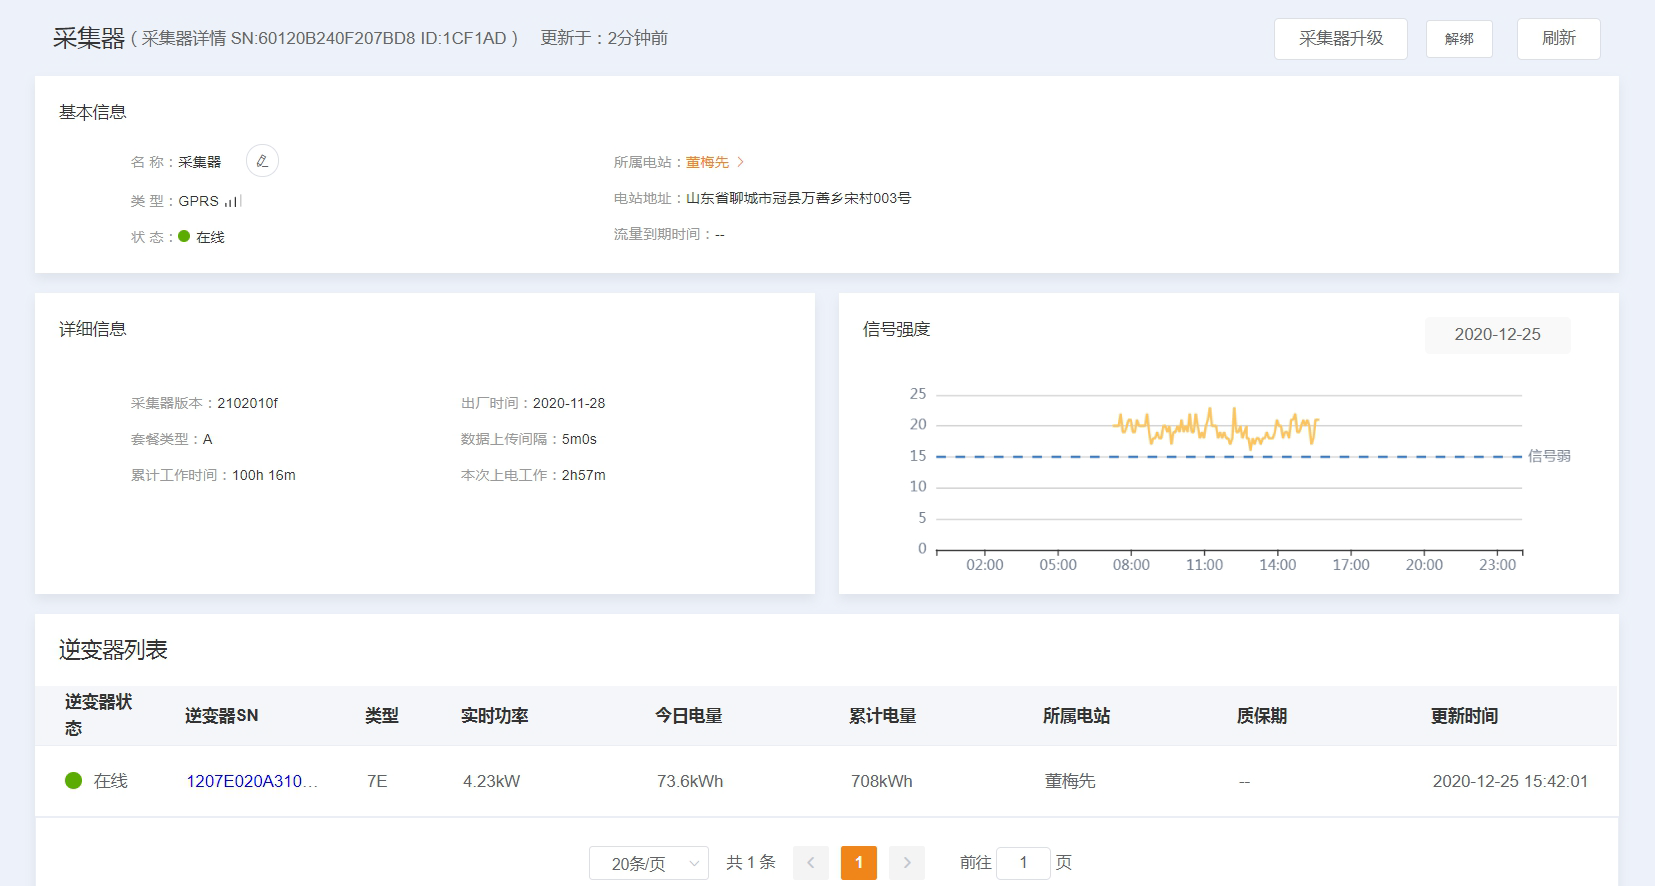 采集器 ( 采集器详情 SN:60120B240F207BD8 ID:1CF1AD ) 更新于：2分钟前
采集器升级 解绑 刷新
基本信息
名 称：采集器
所属电站：董梅先 >
类 型：GPRS
电站地址：山东省聊城市冠县万善乡宋村003号
状 态： 在线
流量到期时间：--
详细信息
采集器版本：2102010f
出厂时间：2020-11-28
套餐类型：A
数据上传间隔：5m0s
累计工作时间：100h 16m
本次上电工作：2h57m
信号强度
2020-12-25
25
20
15 信号弱
10
5
0
02:00 05:00 08:00 11:00 14:00 17:00 20:00 23:00
逆变器列表
逆变器状态 逆变器SN 类型 实时功率 今日电量 累计电量 所属电站 质保期 更新时间
在线 1207E020A310... 7E 4.23kW 73.6kWh 708kWh 董梅先 -- 2020-12-25 15:42:01
20条/页 共 1 条 < 1 > 前往 1 页